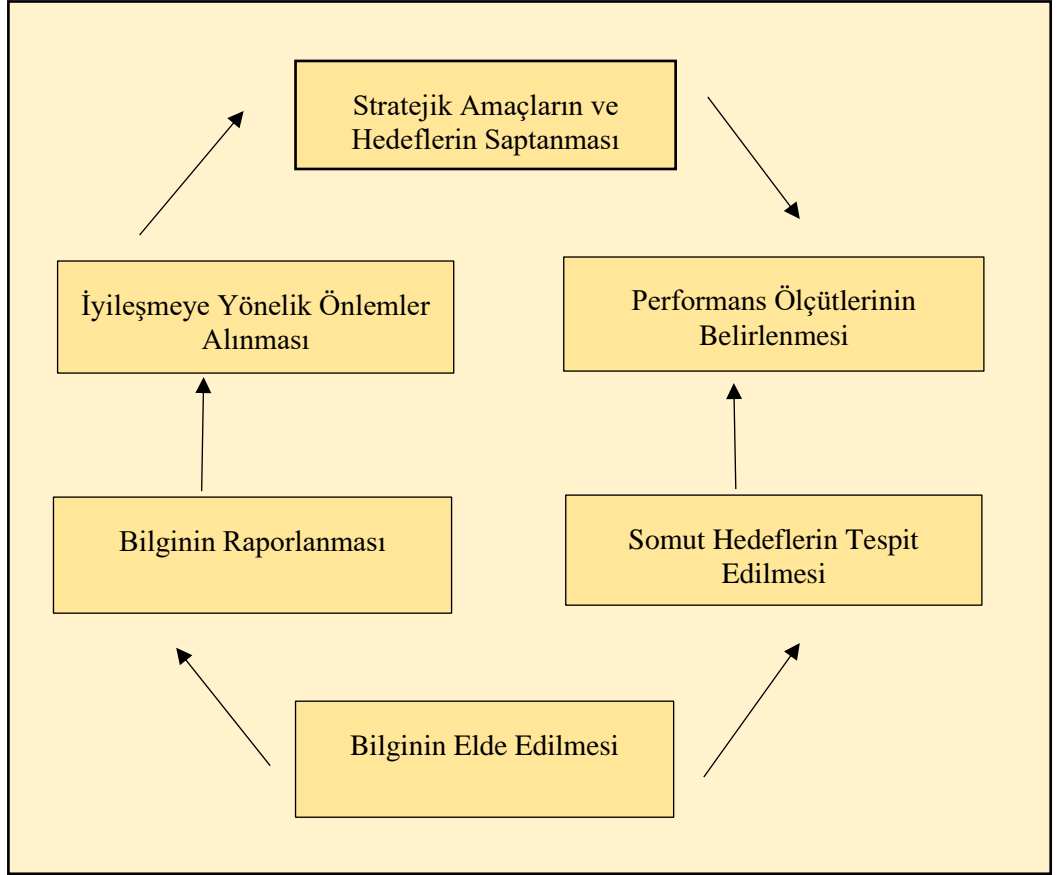 Stratejik Amaçların ve
Hedeflerin Saptanması
İyileşmeye Yönelik Önlemler
Alınması
Performans Ölçütlerinin
Belirlenmesi
Bilginin Raporlanması
Somut Hedeflerin Tespit
Edilmesi
Bilginin Elde Edilmesi